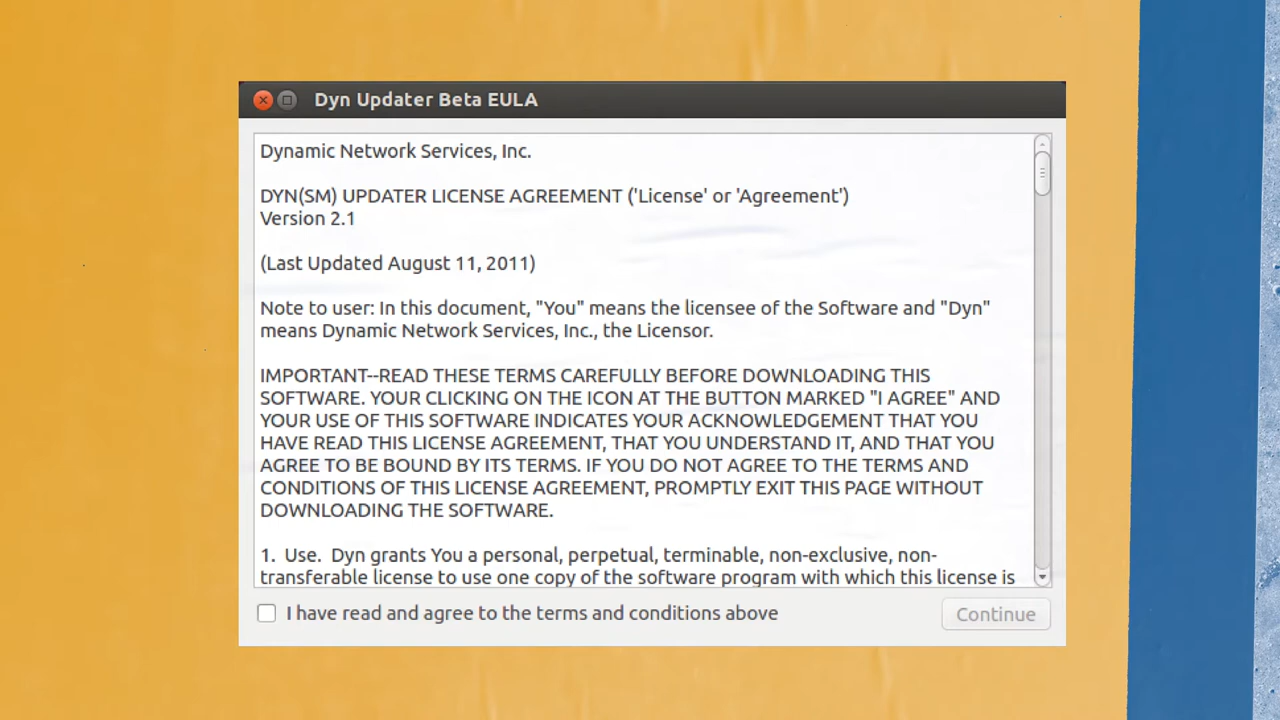 Dyn Updater Beta EULA
Dynamic Network Services, Inc.
DYN(SM) UPDATER LICENSE AGREEMENT ('License' or 'Agreement')
Version 2.1
(Last Updated August 11, 2011)
Note to user: In this document, "You" means the licensee of the Software and "Dyn"
means Dynamic Network Services, Inc., the Licensor.
IMPORTANT--READ THESE TERMS CAREFULLY BEFORE DOWNLOADING THIS
SOFTWARE. YOUR CLICKING ON THE ICON AT THE BUTTON MARKED "I AGREE" AND
YOUR USE OF THIS SOFTWARE INDICATES YOUR ACKNOWLEDGEMENT THAT YOU
HAVE READ THIS LICENSE AGREEMENT, THAT YOU UNDERSTAND IT, AND THAT YOU
AGREE TO BE BOUND BY ITS TERMS. IF YOU DO NOT AGREE TO THE TERMS AND
CONDITIONS OF THIS LICENSE AGREEMENT, PROMPTLY EXIT THIS PAGE WITHOUT
DOWNLOADING THE SOFTWARE.
1.  Use.  Dyn grants You a personal, perpetual, terminable, non-exclusive, non-
transferable license to use one copy of the software program with which this license is
I have read and agree to the terms and conditions above
Continue